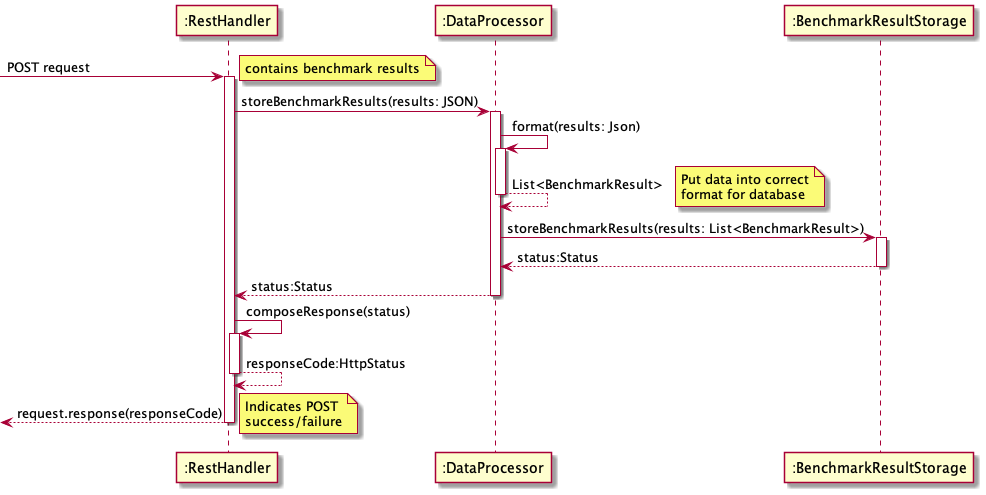 :RestHandler
:DataProcessor
:BenchmarkResultStorage
POST request
contains benchmark results
storeBenchmarkResults(results: JSON)
format(results: Json)
List<BenchmarkResult>
Put data into correct
format for database
storeBenchmarkResults(results: List<BenchmarkResult>)
status:Status
status:Status
composeResponse(status)
responseCode:HttpStatus
request.response(responseCode)
Indicates POST
success/failure
:RestHandler
:DataProcessor
:BenchmarkResultStorage